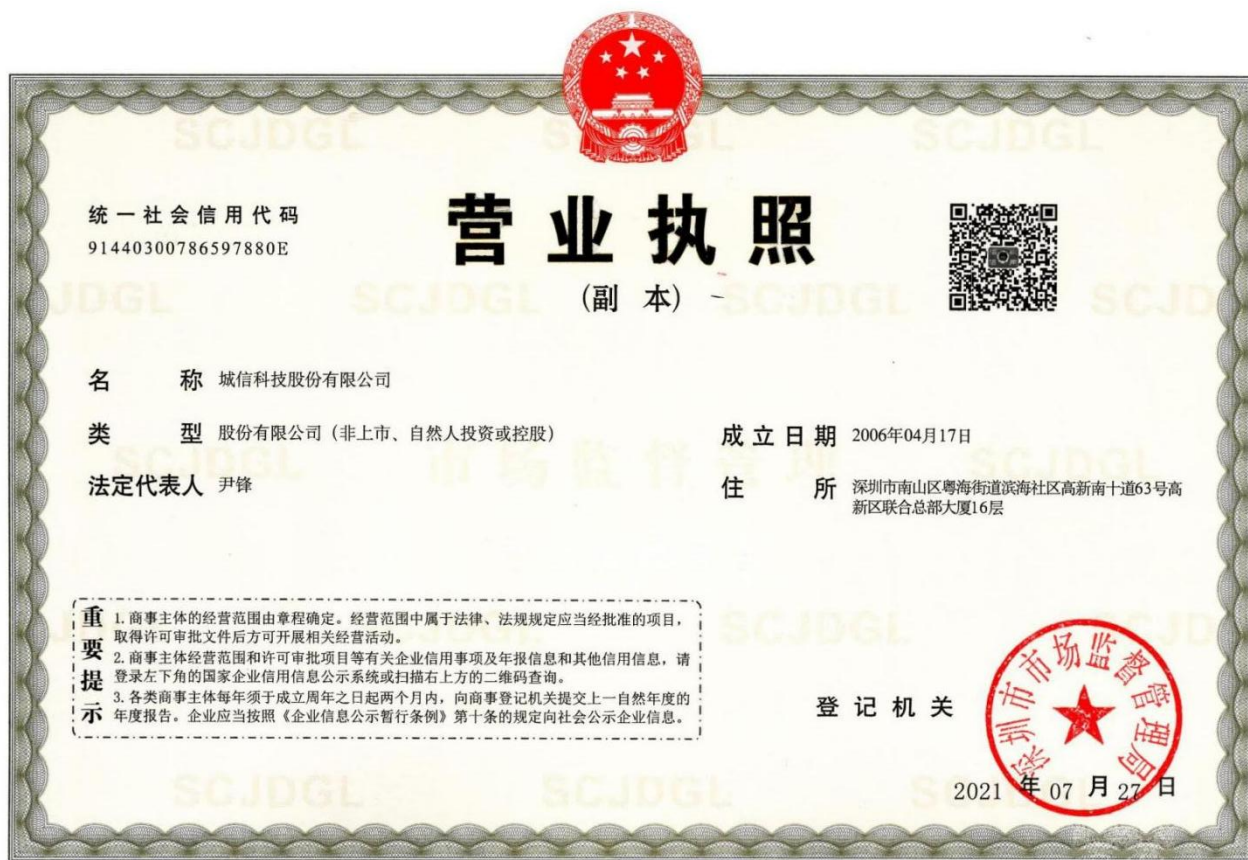 营业执照
(副 本)
统一社会信用代码
91440300786597880E
名 称 城信科技股份有限公司
类 型 股份有限公司（非上市、自然人投资或控股）
法定代表人 尹锋
成立日期 2006年04月17日
住 所 深圳市南山区粤海街道滨海社区高新南十道63号高
新区联合总部大厦16层
重要提示
1. 商事主体的经营范围由章程确定。经营范围中属于法律、法规规定应当经批准的项目，
取得许可审批文件后方可开展相关经营活动。
2. 商事主体经营范围和许可审批项目等有关企业信用事项及年报信息和其他信用信息，请
登录左下角的国家企业信用信息公示系统或扫描右上方的二维码查询。
3. 各类商事主体每年须于成立周年之日起两个月内，向商事登记机关提交上一自然年度的
年度报告。企业应当按照《企业信息公示暂行条例》第十条的规定向社会公示企业信息。
登记机关
深圳市市场监督管理局
2021 年 07 月 27 日
SCJDGL
市场监督管理